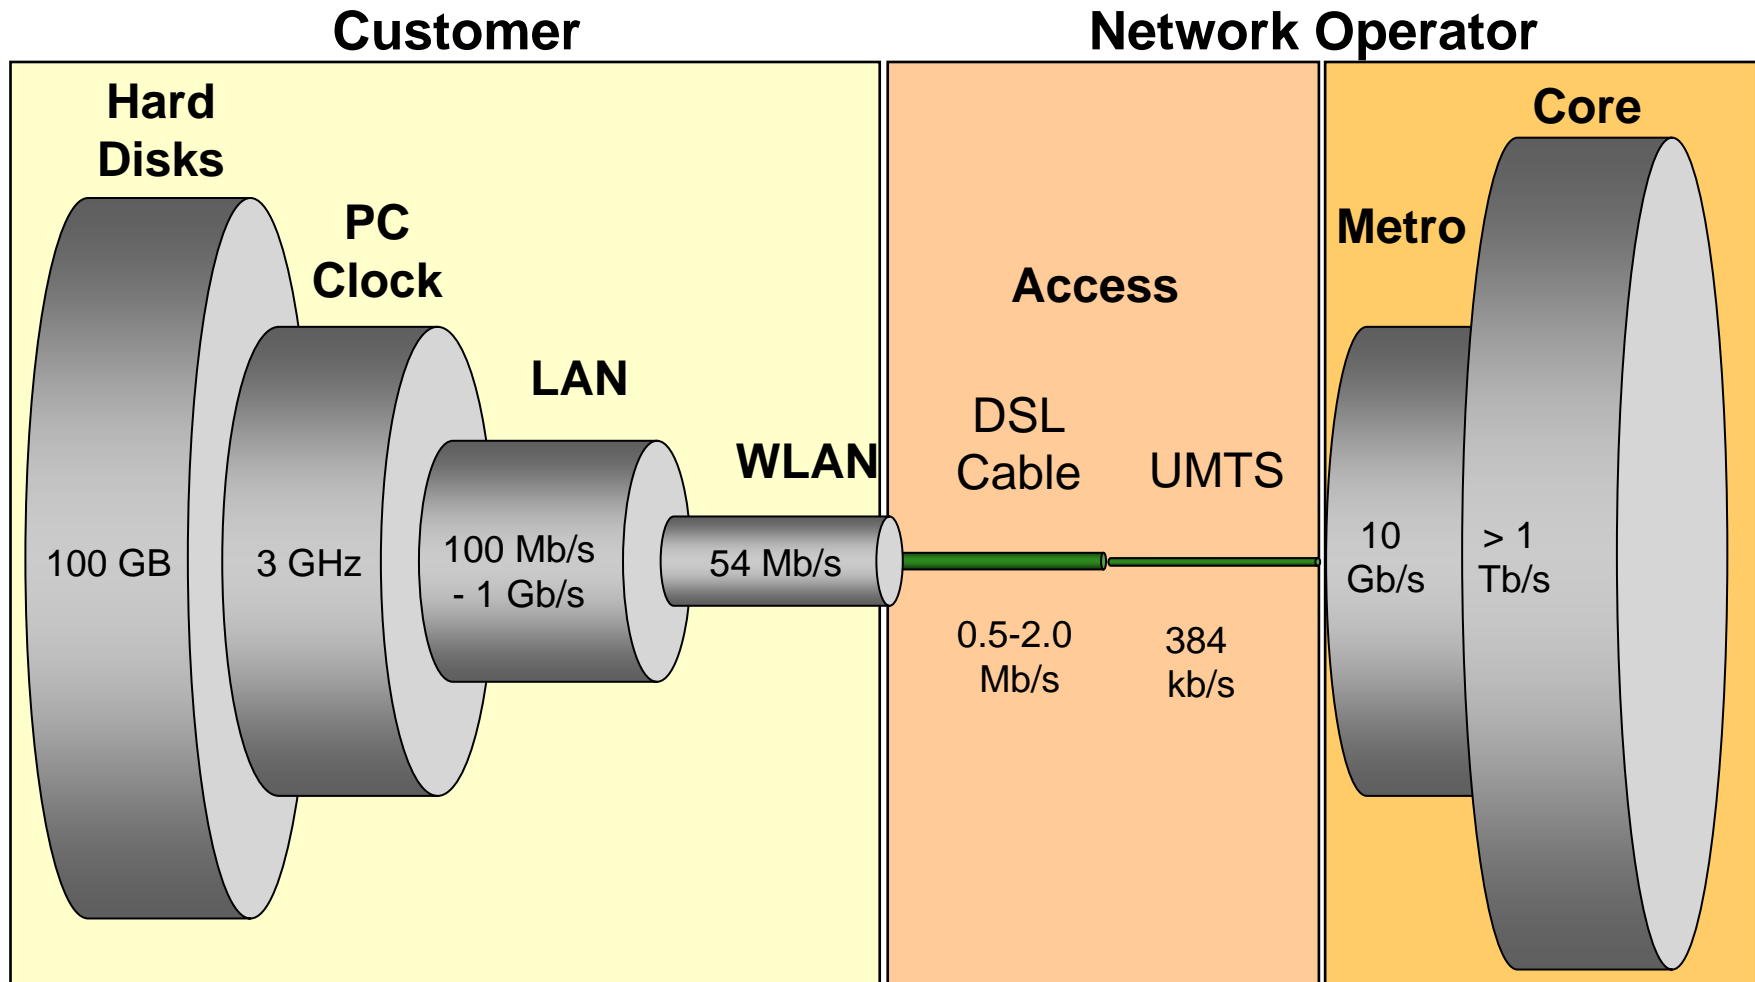 Customer
Network Operator
Hard
Disks
PC
Clock
LAN
WLAN
Access
DSL
Cable
UMTS
Metro
Core
100 GB
3 GHz
100 Mb/s
- 1 Gb/s
54 Mb/s
0.5-2.0
Mb/s
384
kb/s
10
Gb/s
> 1
Tb/s